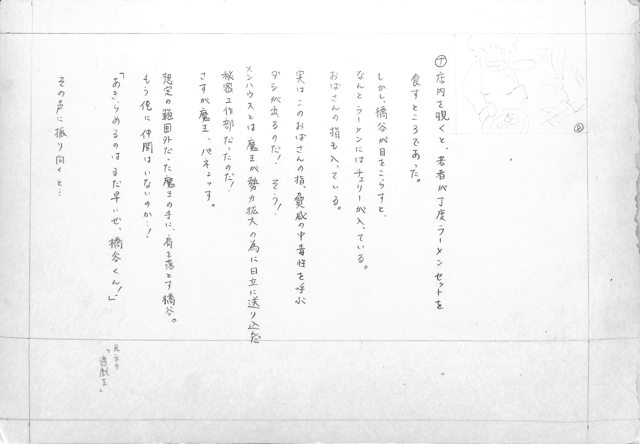 ⑪店内を覗くと、若者が丁度ラーメンセットを
食すところであった。
しかし、橋谷が目をこらすと、
なんとラーメンにはチェリーが入っている。
おばさんの指も入っている。
実はこのおばさんの指、脅威の中毒性を呼ぶ
ダシが出るのだ!そう!
メンハウスとは魔王が勢力拡大の為に日立に送り込んだ
秘密工作部だったのだ!
さすが魔王、パネェッす。
想定の範囲外だった魔王の手に、肩を落とす橋谷。
もう俺に仲間はいないのか…!
「あきらめるのはまだ早いぜ、橋谷くん!」
その声に振り向くと…
元ネタ
「遊戯王」